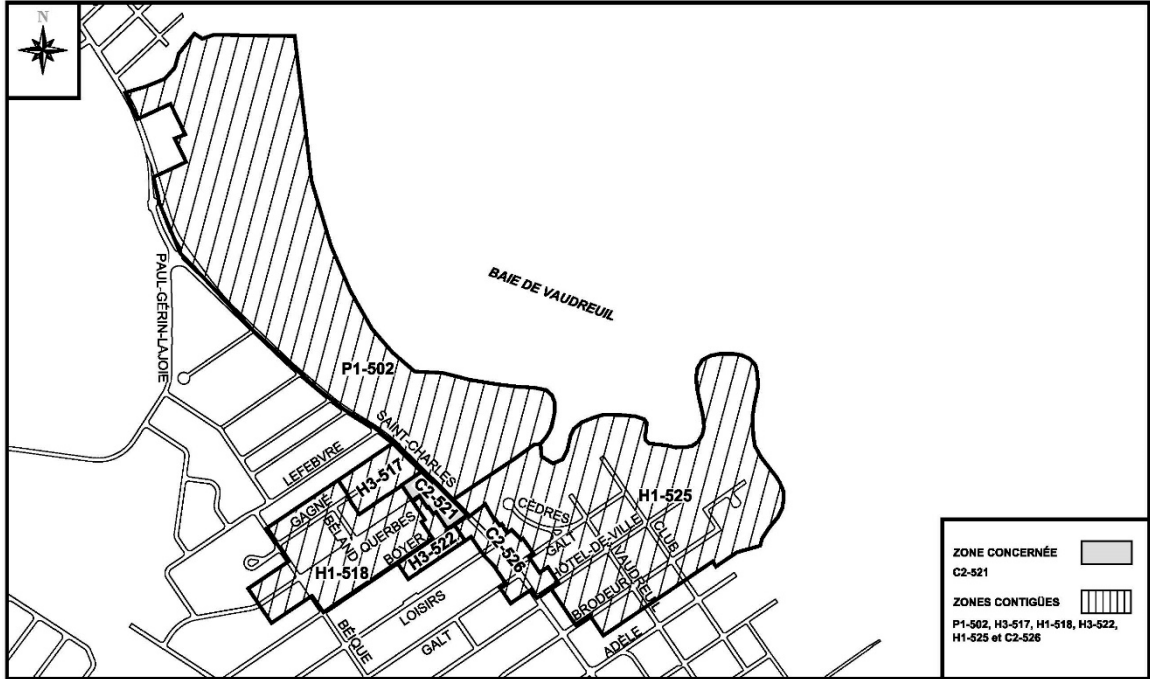 N
BAIE DE VAUDREUIL
PAUL-GÉRIN-LAJOIE
P1-502
SAINT-CHARLES
LEFEBVRE
H3-517
GAGNÉ
C2-521
H1-525
CÈDRES
BÉLAND
QUERBES
GALT
CLUB
BOYER
C2-526
HÔTEL-DE-VILLE
H3-522
VAUDREUIL
H1-518
BRODEUR
LOISIRS
BÈIQUE
GALT
ADÈLE
ZONE CONCERNÉE
C2-521
ZONES CONTIGÜES
P1-502, H3-517, H1-518, H3-522,
H1-525 et C2-526